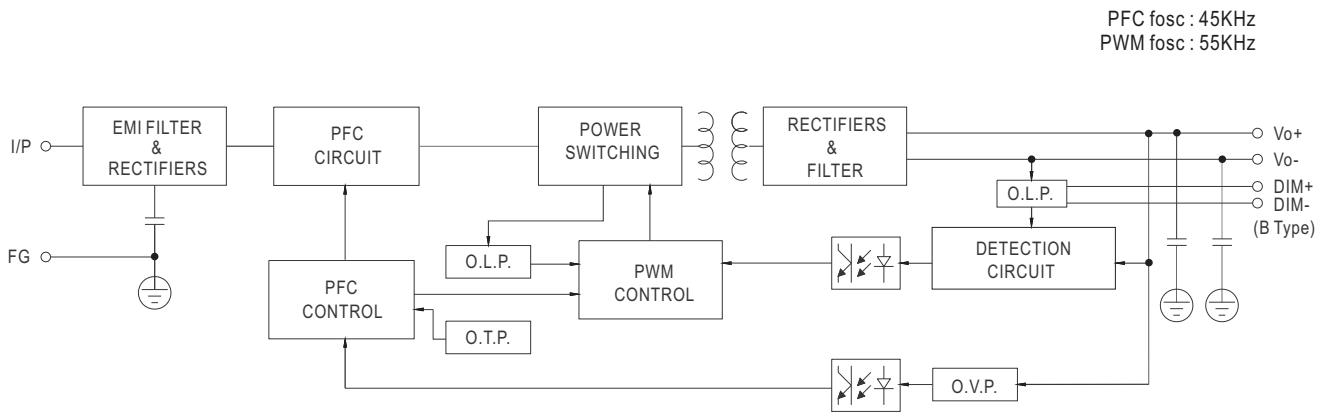 PFC fosc : 45KHz
PWM fosc : 55KHz
I/P
EMI FILTER
&
RECTIFIERS
PFC
CIRCUIT
POWER
SWITCHING
RECTIFIERS
&
FILTER
Vo+
Vo-
O.L.P.
DIM+
DIM-
(B Type)
FG
PFC
CONTROL
O.L.P.
O.T.P.
PWM
CONTROL
DETECTION
CIRCUIT
O.V.P.